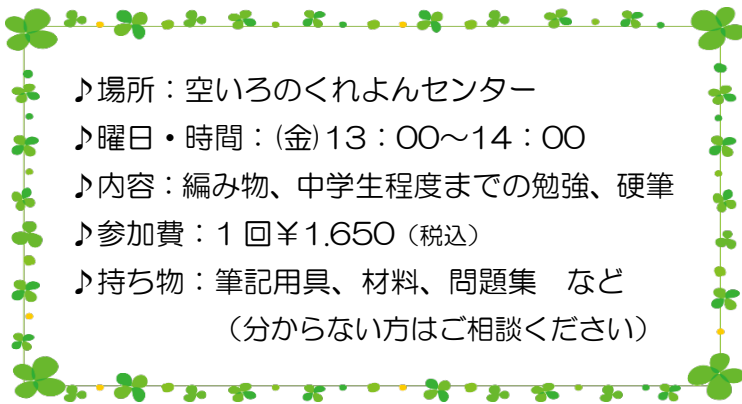 ♪場所：空いろのくれよんセンター
♪曜日・時間：(金)13：00～14：00
♪内容：編み物、中学生程度までの勉強、硬筆
♪参加費：1回￥1.650（税込）
♪持ち物：筆記用具、材料、問題集　など
（分からない方はご相談ください）